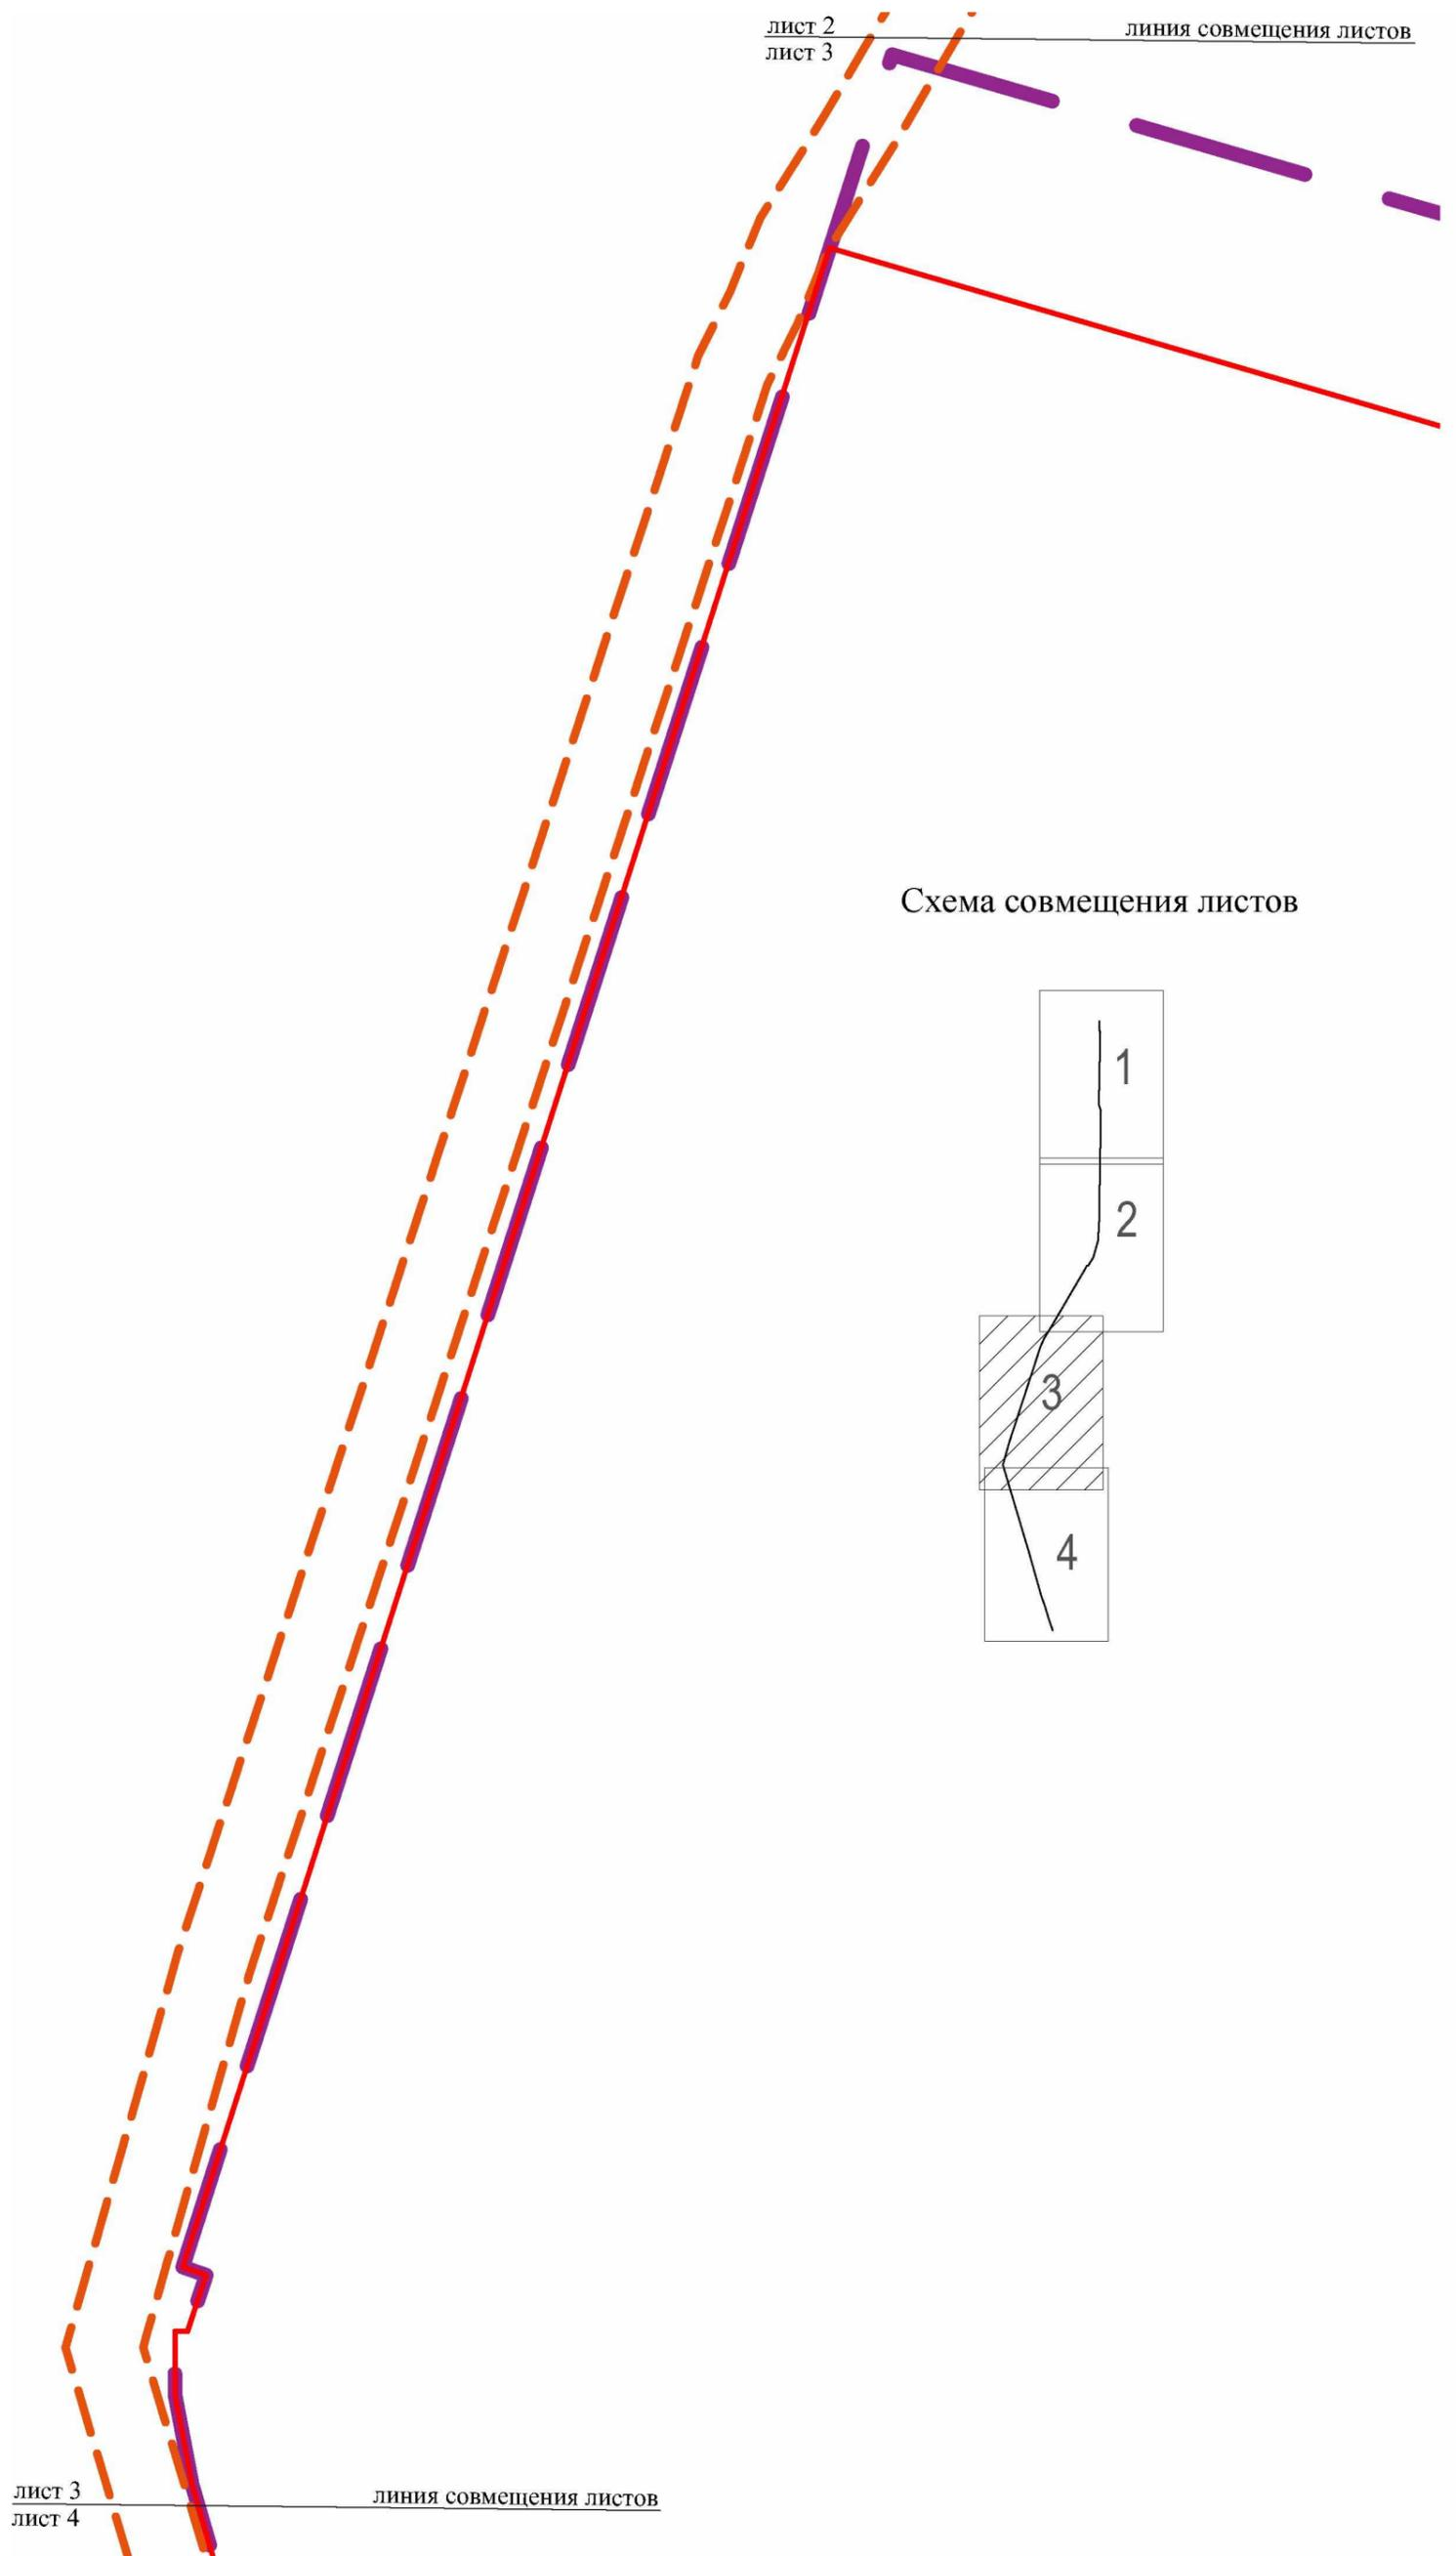 лист 2
линия совмещения листов
лист 3
Схема совмещения листов
1
2
3
4
лист 3
линия совмещения листов
лист 4